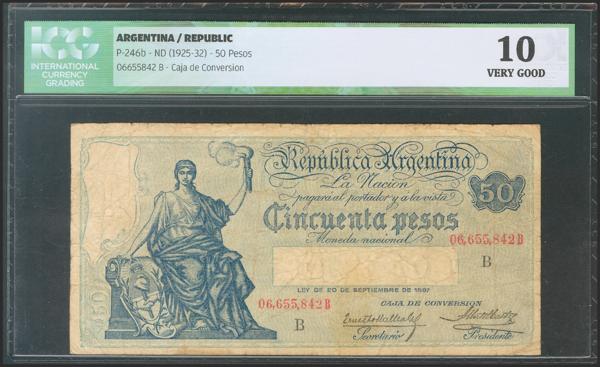 ICG
INTERNATIONAL
CURRENCY
GRADING
ARGENTINA / REPUBLIC
P-246b - ND (1925-32) - 50 Pesos
06655842 B - Caja de Conversion
10
VERY GOOD
República Argentina
La Nación
pagará al portador y a la vista
50
Cincuenta pesos
Moneda nacional
06,655,842 B
B
LEY DE 20 DE SEPTIEMBRE DE 1897
06,655,842 B
CAJA DE CONVERSION
B
Secretario
Presidente
50